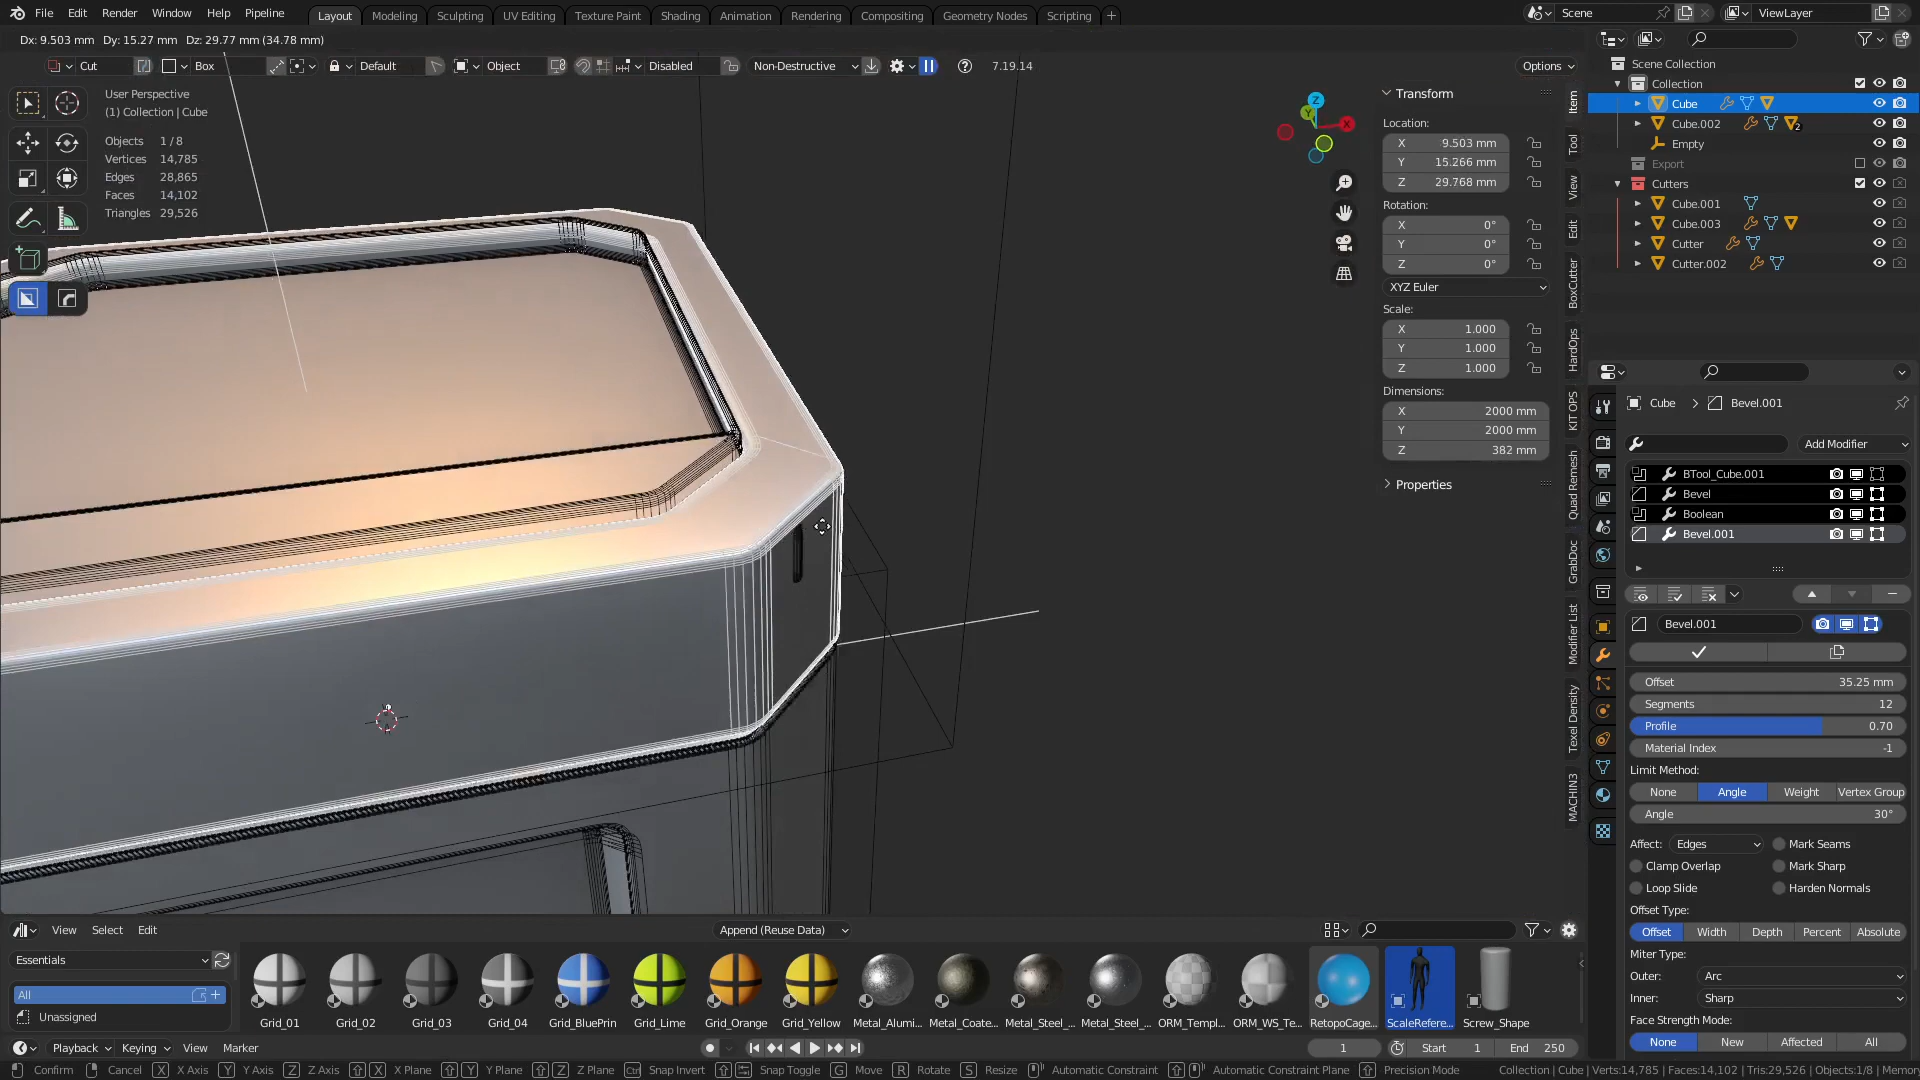 File Edit Render Window Help Pipeline Layout Modeling Sculpting UV Editing Texture Paint Shading Animation Rendering Compositing Geometry Nodes Scripting + Scene ViewLayer
Dx: 9.503 mm Dy: 15.27 mm Dz: 29.77 mm (34.78 mm)
Cut Box Default Object Disabled Non-Destructive 7.19.14 Options
User Perspective
(1) Collection | Cube
Objects 1 / 8
Vertices 14,785
Edges 28,865
Faces 14,102
Triangles 29,526
Z
Y
X
Transform
Location:
X 9.503 mm
Y 15.266 mm
Z 29.768 mm
Rotation:
X 0°
Y 0°
Z 0°
XYZ Euler
Scale:
X 1.000
Y 1.000
Z 1.000
Dimensions:
X 2000 mm
Y 2000 mm
Z 382 mm
Properties
Item
Tool
View
Edit
BoxCutter
HardOps
KIT OPS
Quad Remesh
GrabDoc
Modifier List
Texel Density
MACHIN3
Scene Collection
Collection
Cube
Cube.002 2
Empty
Export
Cutters
Cube.001
Cube.003
Cutter
Cutter.002
Cube > Bevel.001
Add Modifier
BTool_Cube.001
Bevel
Boolean
Bevel.001
Bevel.001
Offset 35.25 mm
Segments 12
Profile 0.70
Material Index -1
Limit Method:
None Angle Weight Vertex Group
Angle 30°
Affect: Edges Mark Seams
Clamp Overlap Mark Sharp
Loop Slide Harden Normals
Offset Type:
Offset Width Depth Percent Absolute
Miter Type:
Outer: Arc
Inner: Sharp
Face Strength Mode:
None New Affected All
View Select Edit Append (Reuse Data)
Essentials
All
Unassigned
Grid_01 Grid_02 Grid_03 Grid_04 Grid_BluePrin Grid_Lime Grid_Orange Grid_Yellow Metal_Alumi... Metal_Coate... Metal_Steel_... Metal_Steel_... ORM_Templ... ORM_WS_Te... RetopoCage... ScaleRefere... Screw_Shape
Playback Keying View Marker 1 Start 1 End 250
Confirm Cancel X X Axis Y Y Axis Z Z Axis X X Plane Y Y Plane Z Z Plane Ctrl Snap Invert Snap Toggle G Move R Rotate S Resize Automatic Constraint Automatic Constraint Plane Precision Mode Collection | Cube | Verts:14,785 | Faces:14,102 | Tris:29,526 | Objects:1/8 | Memory